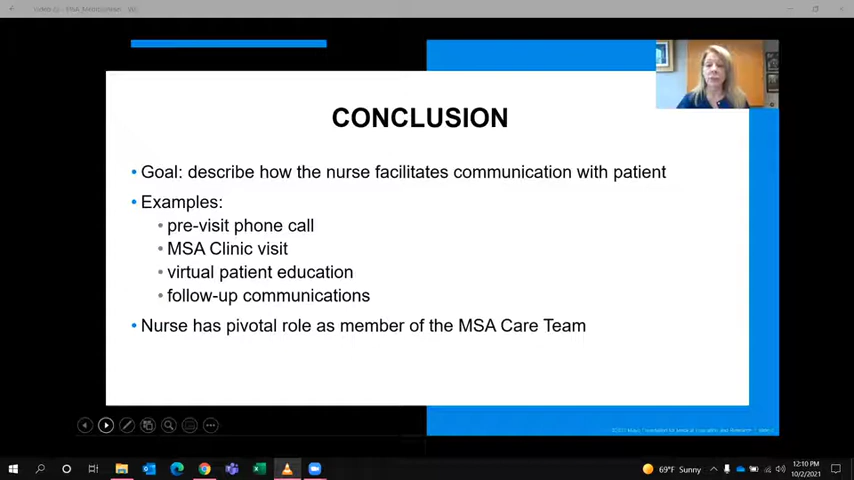 CONCLUSION
• Goal: describe how the nurse facilitates communication with patient
• Examples:
• pre-visit phone call
• MSA Clinic visit
• virtual patient education
• follow-up communications
• Nurse has pivotal role as member of the MSA Care Team
69°F Sunny
12:10 PM
10/2/2021